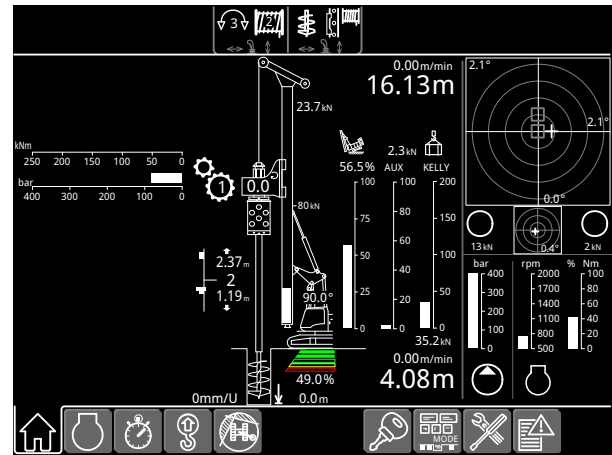 3 2
0.00m/min
16.13m
2.1°
2.1°
0.0°
23.7kN
kNm
250 200 150 100 50 0
bar
400 300 200 100 0
1
0.0
2.3kN
56.5% AUX KELLY
100 100 200
75 80 150
50 60 100
25 40 50
0 20 0
0
80kN
13kN 0.4° 2kN
2.37m
2
1.19m
90.0°
35.2kN
bar rpm % Nm
400 2000 100
300 1700 80
200 1400 60
100 1100 40
0 800 20
500 0
0.00m/min
4.08m
49.0%
0mm/U 0.0m
MODE